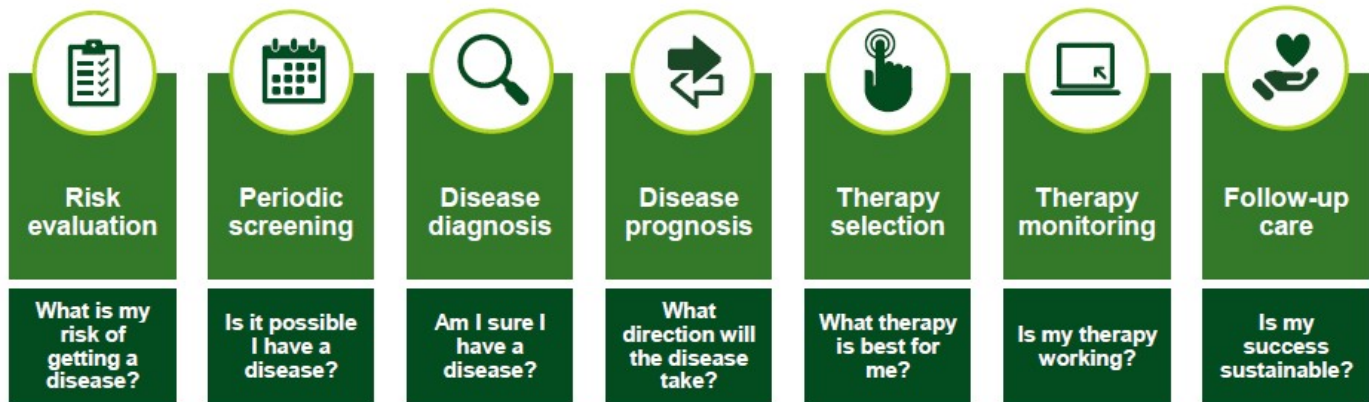 Risk
evaluation
Periodic
screening
Disease
diagnosis
Disease
prognosis
Therapy
selection
Therapy
monitoring
Follow-up
care
What is my
risk of
getting a
disease?
Is it possible
I have a
disease?
Am I sure I
have a
disease?
What
direction will
the disease
take?
What therapy
is best for
me?
Is my therapy
working?
Is my
success
sustainable?